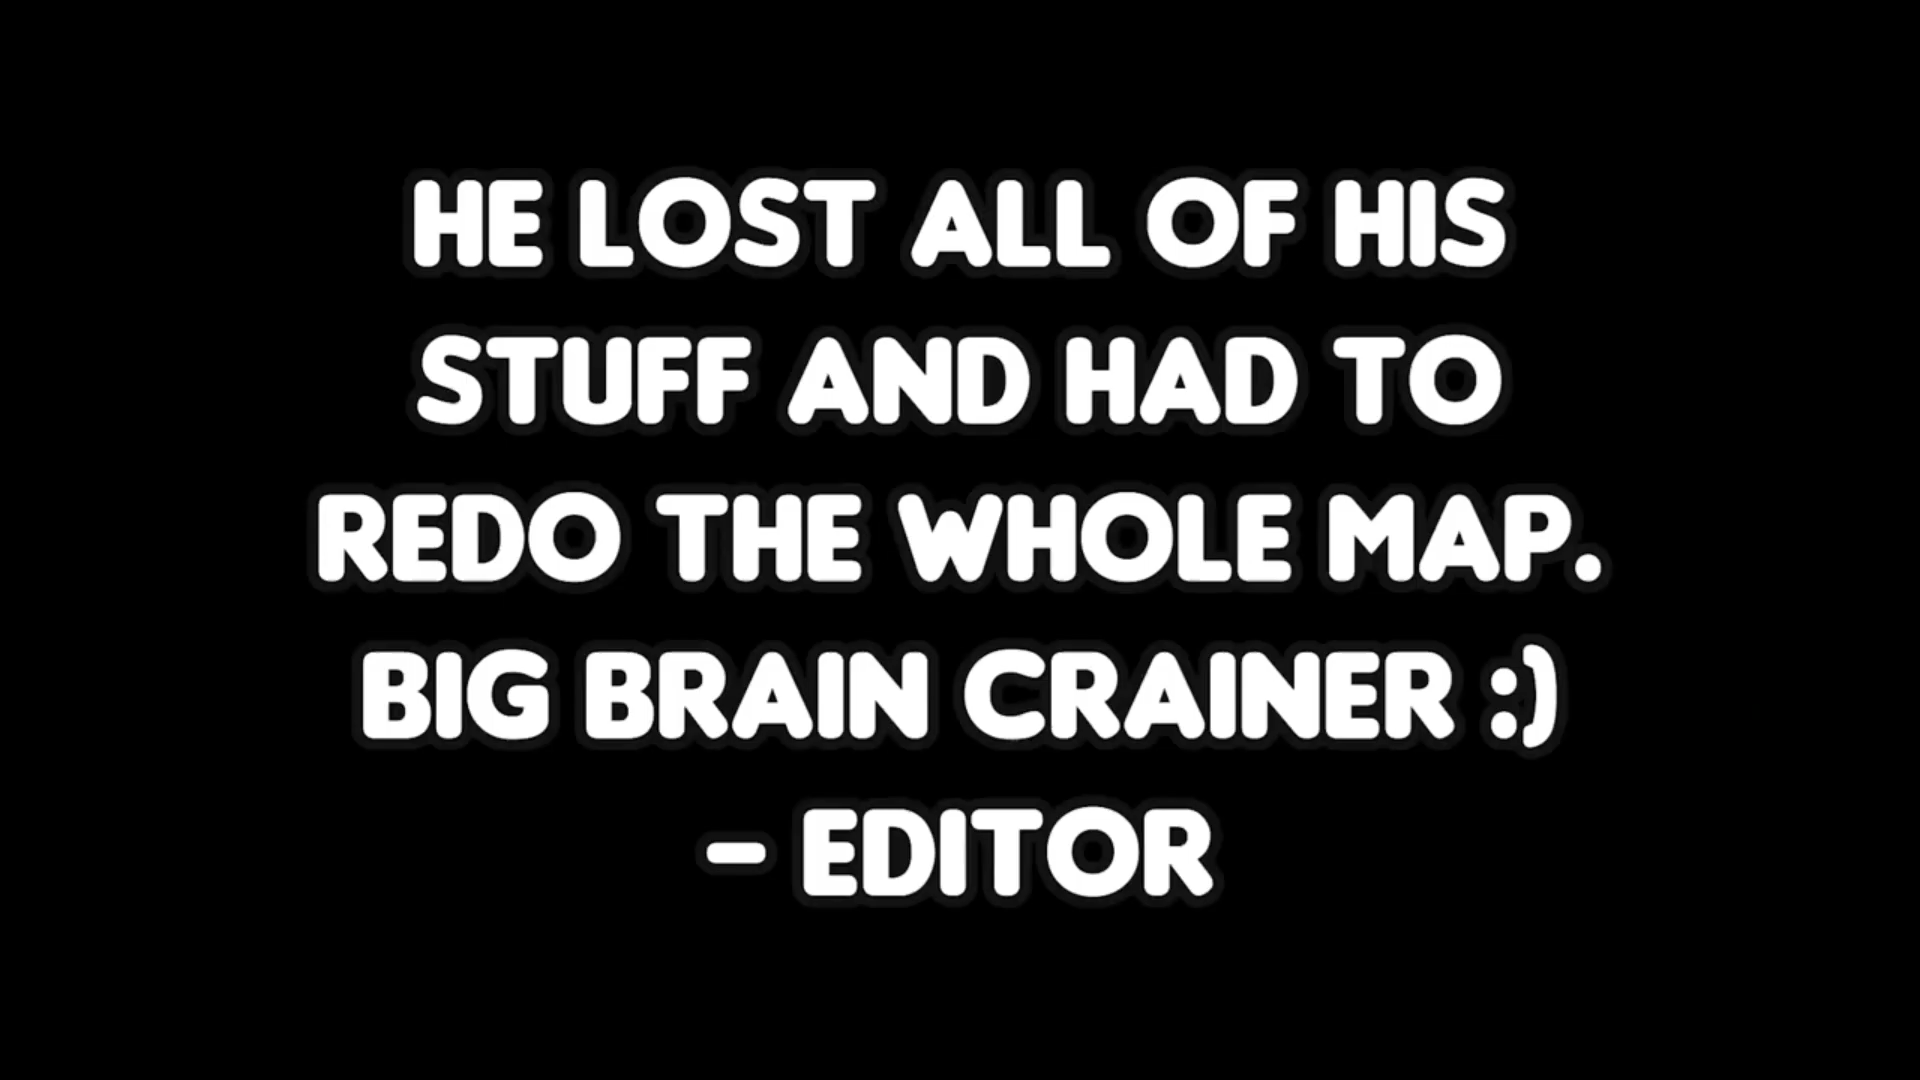 HE LOST ALL OF HIS
STUFF AND HAD TO
REDO THE WHOLE MAP.
BIG BRAIN CRAINER :)
- EDITOR